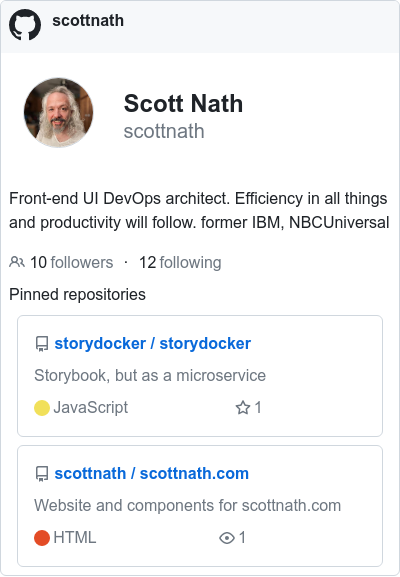 scottnath
Scott Nath
scottnath
Front-end UI DevOps architect. Efficiency in all things
and productivity will follow. former IBM, NBCUniversal
10 followers · 12 following
Pinned repositories
storydocker / storydocker
Storybook, but as a microservice
JavaScript 1
scottnath / scottnath.com
Website and components for scottnath.com
HTML 1